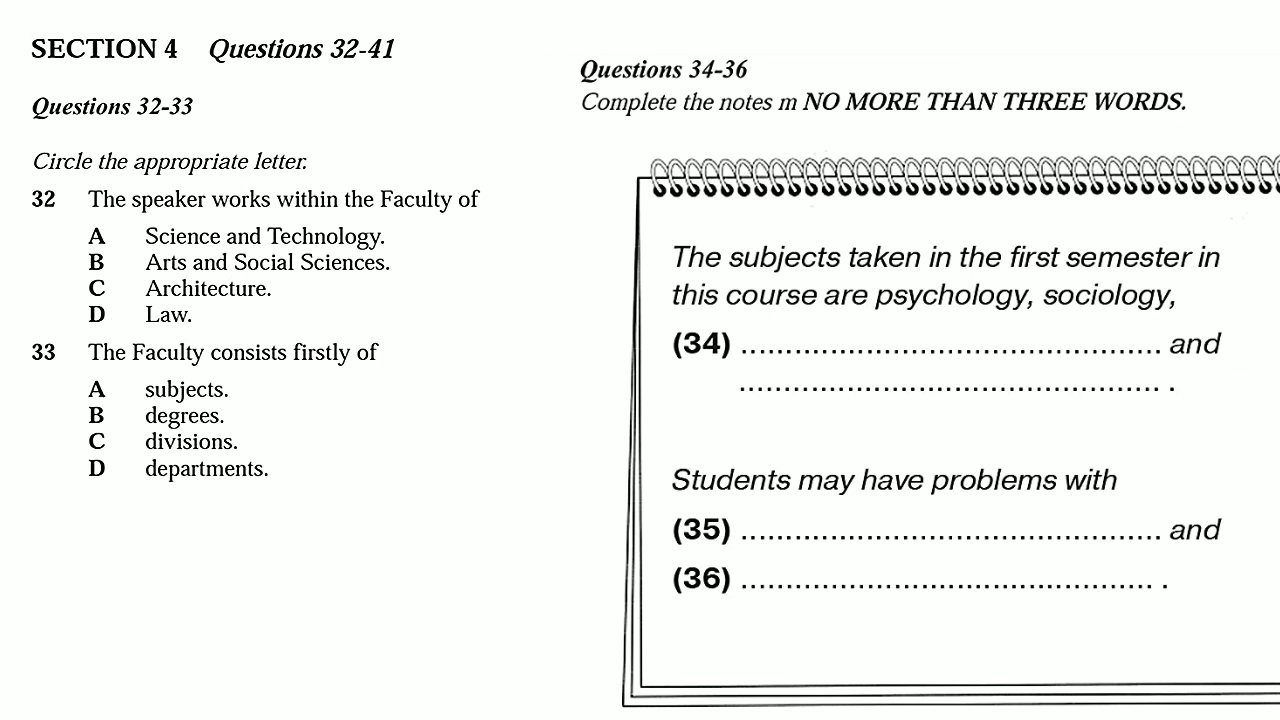 SECTION 4 Questions 32-41
Questions 32-33
Circle the appropriate letter.
32 The speaker works within the Faculty of
A Science and Technology.
B Arts and Social Sciences.
C Architecture.
D Law.
33 The Faculty consists firstly of
A subjects.
B degrees.
C divisions.
D departments.
Questions 34-36
Complete the notes m NO MORE THAN THREE WORDS.
The subjects taken in the first semester in
this course are psychology, sociology,
(34) ............................................... and
............................................... .
Students may have problems with
(35) ............................................... and
(36) .............................................. .